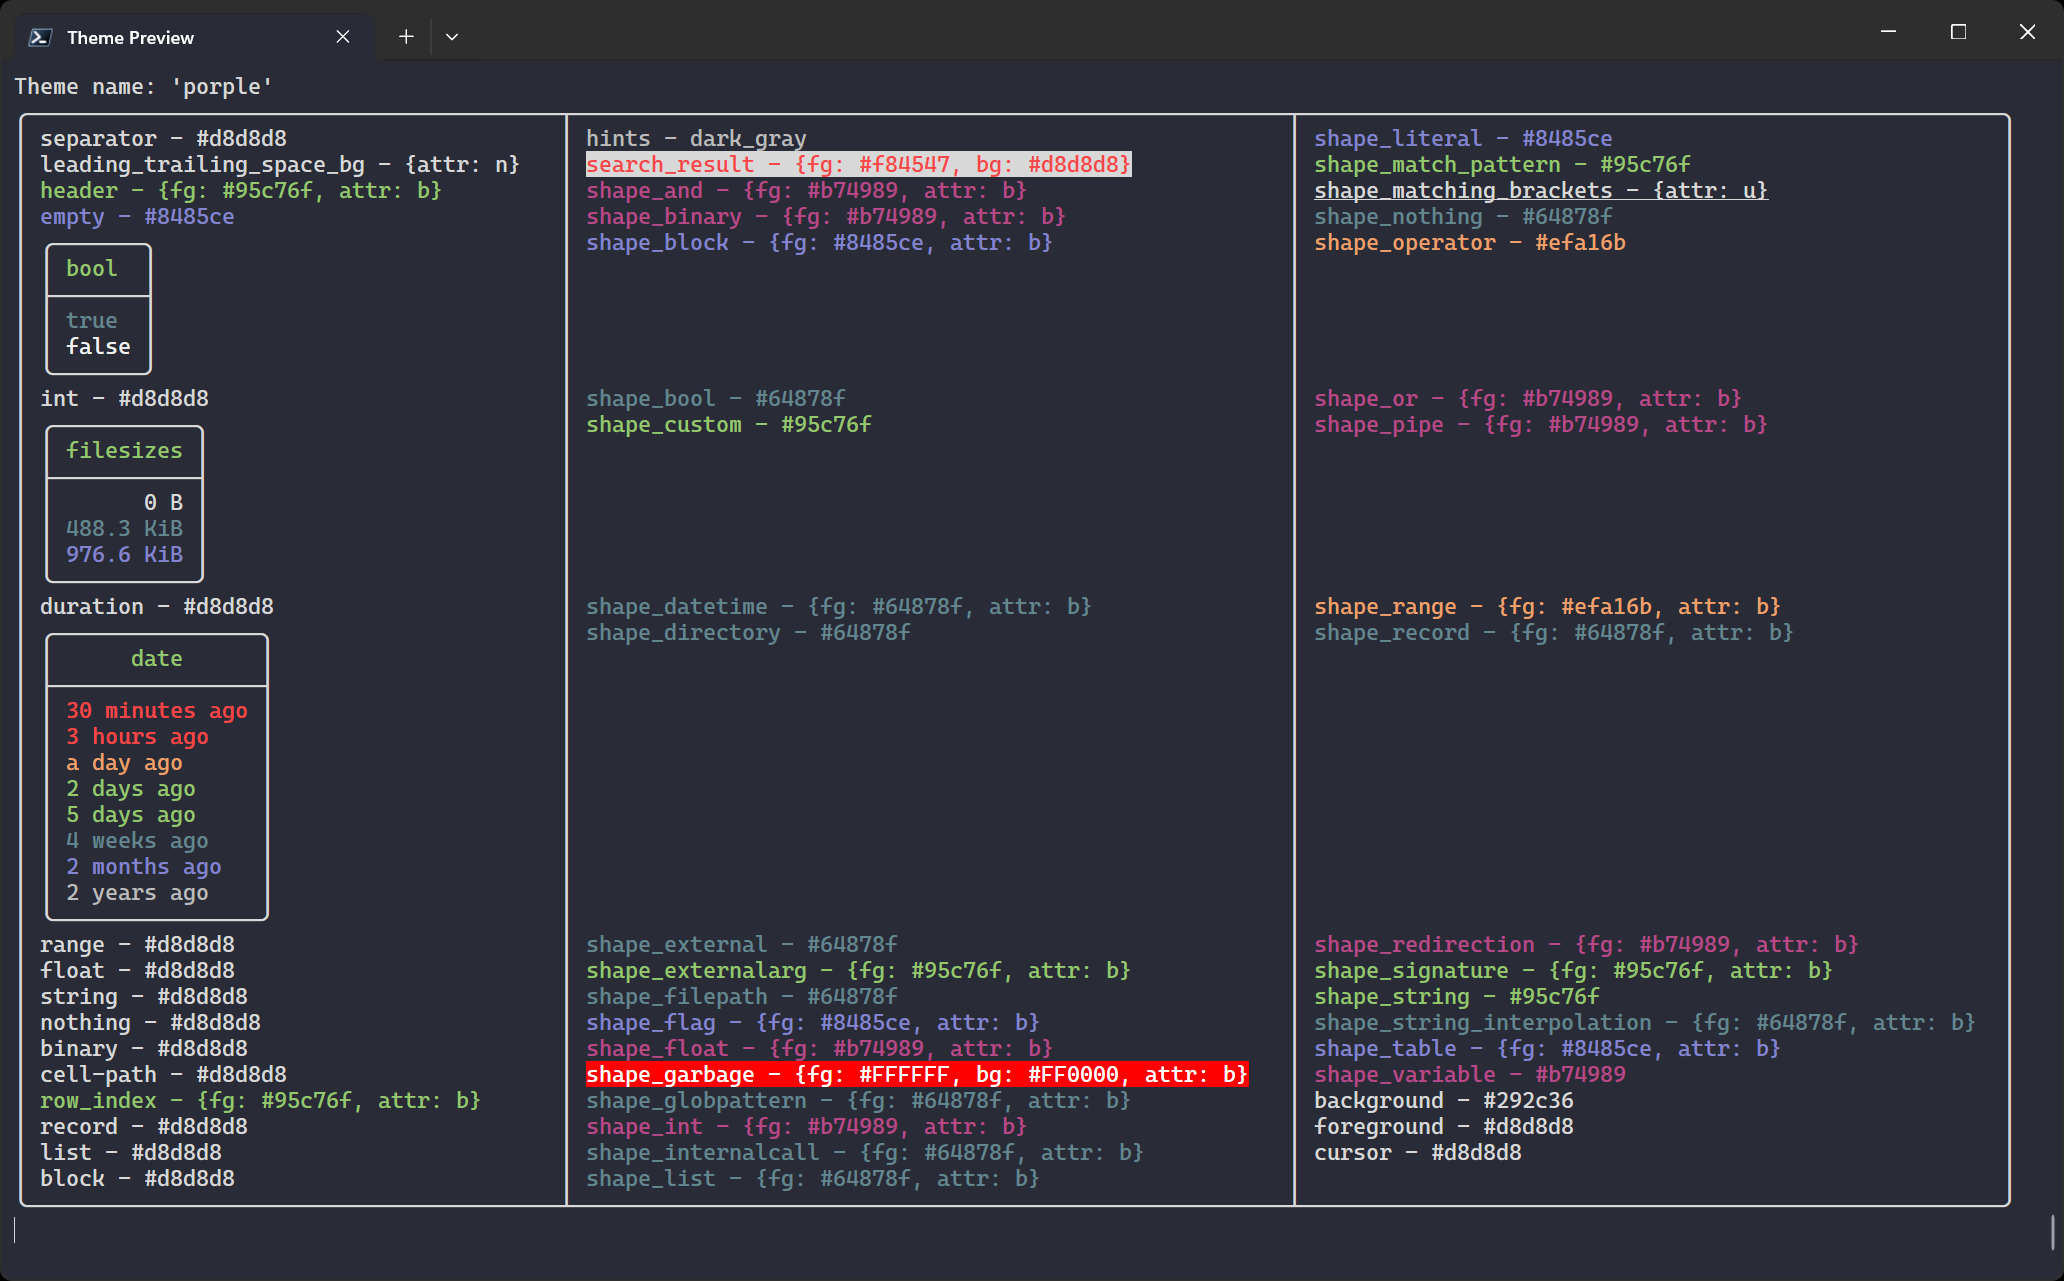 Theme Preview
Theme name: 'porple'
separator - #d8d8d8
leading_trailing_space_bg - {attr: n}
header - {fg: #95c76f, attr: b}
empty - #8485ce
bool
true
false
int - #d8d8d8
filesizes
0 B
488.3 KiB
976.6 KiB
duration - #d8d8d8
date
30 minutes ago
3 hours ago
a day ago
2 days ago
5 days ago
4 weeks ago
2 months ago
2 years ago
range - #d8d8d8
float - #d8d8d8
string - #d8d8d8
nothing - #d8d8d8
binary - #d8d8d8
cell-path - #d8d8d8
row_index - {fg: #95c76f, attr: b}
record - #d8d8d8
list - #d8d8d8
block - #d8d8d8
hints - dark_gray
search_result - {fg: #f84547, bg: #d8d8d8}
shape_and - {fg: #b74989, attr: b}
shape_binary - {fg: #b74989, attr: b}
shape_block - {fg: #8485ce, attr: b}
shape_bool - #64878f
shape_custom - #95c76f
shape_datetime - {fg: #64878f, attr: b}
shape_directory - #64878f
shape_external - #64878f
shape_externalarg - {fg: #95c76f, attr: b}
shape_filepath - #64878f
shape_flag - {fg: #8485ce, attr: b}
shape_float - {fg: #b74989, attr: b}
shape_garbage - {fg: #FFFFFF, bg: #FF0000, attr: b}
shape_globpattern - {fg: #64878f, attr: b}
shape_int - {fg: #b74989, attr: b}
shape_internalcall - {fg: #64878f, attr: b}
shape_list - {fg: #64878f, attr: b}
shape_literal - #8485ce
shape_match_pattern - #95c76f
shape_matching_brackets - {attr: u}
shape_nothing - #64878f
shape_operator - #efa16b
shape_or - {fg: #b74989, attr: b}
shape_pipe - {fg: #b74989, attr: b}
shape_range - {fg: #efa16b, attr: b}
shape_record - {fg: #64878f, attr: b}
shape_redirection - {fg: #b74989, attr: b}
shape_signature - {fg: #95c76f, attr: b}
shape_string - #95c76f
shape_string_interpolation - {fg: #64878f, attr: b}
shape_table - {fg: #8485ce, attr: b}
shape_variable - #b74989
background - #292c36
foreground - #d8d8d8
cursor - #d8d8d8